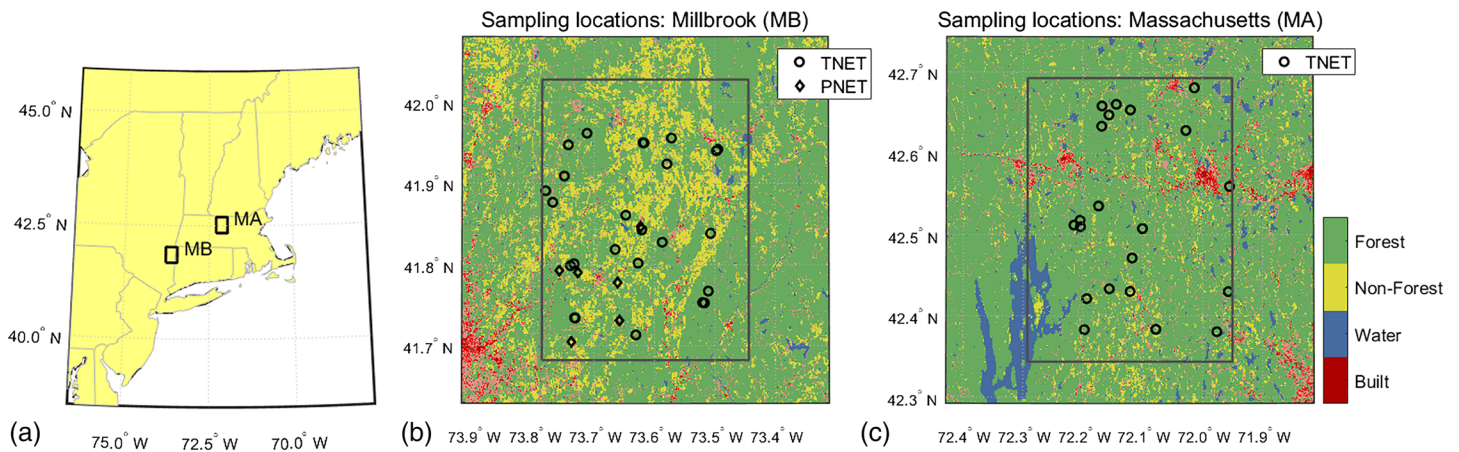 45.0° N
42.5° N
40.0° N
75.0° W
72.5° W
70.0° W
MA
MB
(a)
Sampling locations: Millbrook (MB)
TNET
PNET
42.0° N
41.9° N
41.8° N
41.7° N
73.9° W
73.8° W
73.7° W
73.6° W
73.5° W
73.4° W
(b)
Sampling locations: Massachusetts (MA)
TNET
42.7° N
42.6° N
42.5° N
42.4° N
42.3° N
72.4° W
72.3° W
72.2° W
72.1° W
72.0° W
71.9° W
(c)
Forest
Non-Forest
Water
Built